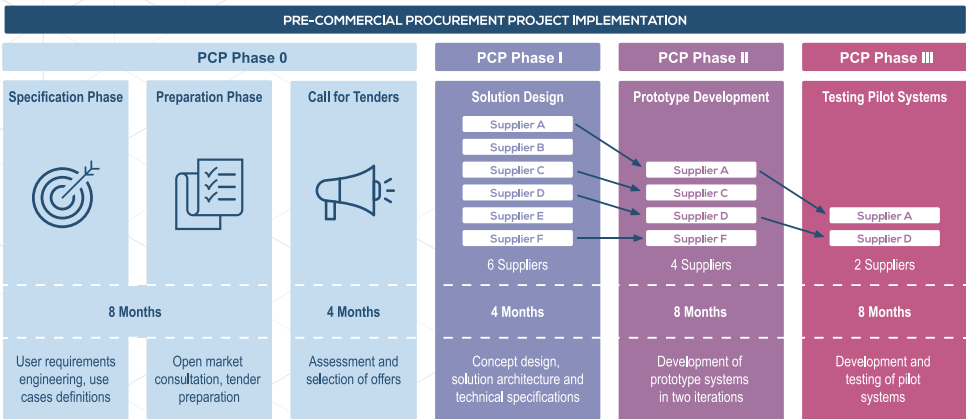 PRE-COMMERCIAL PROCUREMENT PROJECT IMPLEMENTATION
PCP Phase 0
PCP Phase I
PCP Phase II
PCP Phase III
Specification Phase
Preparation Phase
Call for Tenders
Solution Design
Prototype Development
Testing Pilot Systems
Supplier A
Supplier B
Supplier C
Supplier D
Supplier E
Supplier F
6 Suppliers
Supplier A
Supplier C
Supplier D
Supplier F
4 Suppliers
Supplier A
Supplier D
2 Suppliers
8 Months
4 Months
4 Months
8 Months
8 Months
User requirements
engineering, use
cases definitions
Open market
consultation, tender
preparation
Assessment and
selection of offers
Concept design,
solution architecture and
technical specifications
Development of
prototype systems
in two iterations
Development and
testing of pilot
systems